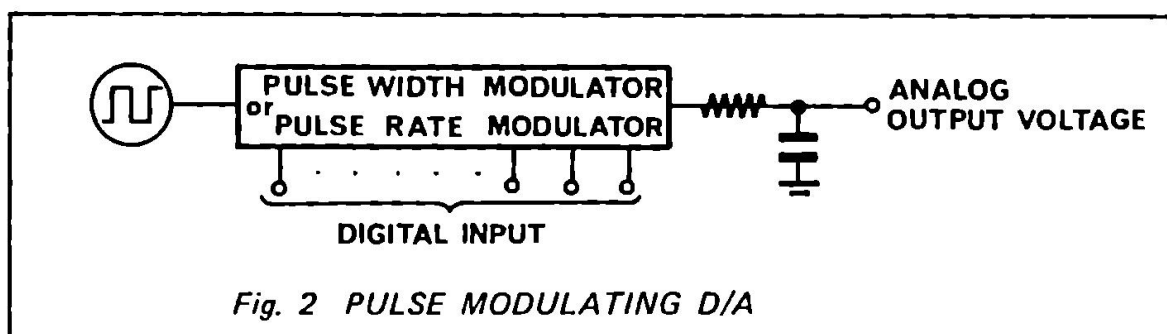 PULSE WIDTH MODULATOR
or
PULSE RATE MODULATOR
ANALOG
OUTPUT VOLTAGE
DIGITAL INPUT
Fig. 2 PULSE MODULATING D/A